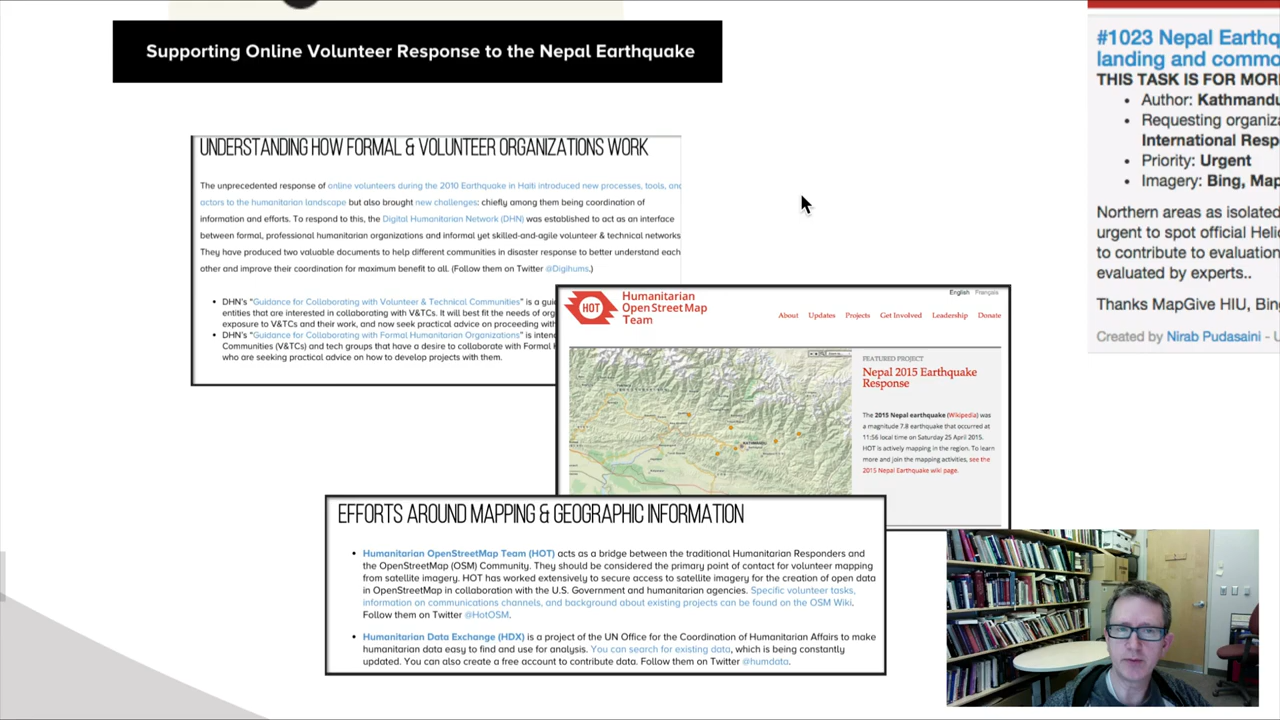 Supporting Online Volunteer Response to the Nepal Earthquake
UNDERSTANDING HOW FORMAL & VOLUNTEER ORGANIZATIONS WORK
The unprecedented response of online volunteers during the 2010 Earthquake in Haiti introduced new processes, tools, and
actors to the humanitarian landscape but also brought new challenges: chiefly among them being coordination of
information and efforts. To respond to this, the Digital Humanitarian Network (DHN) was established to act as an interface
between formal, professional humanitarian organizations and informal yet skilled-and-agile volunteer & technical networks
They have produced two valuable documents to help different communities in disaster response to better understand each
other and improve their coordination for maximum benefit to all. (Follow them on Twitter @Digihums.)
• DHN's "Guidance for Collaborating with Volunteer & Technical Communities" is a gui
entities that are interested in collaborating with V&TCs. It will best fit the needs of org
exposure to V&TCs and their work, and now seek practical advice on proceeding with
• DHN's "Guidance for Collaborating with Formal Humanitarian Organizations" is inten
Communities (V&TCs) and tech groups that have a desire to collaborate with Formal
who are seeking practical advice on how to develop projects with them.
HOT
Humanitarian
OpenStreetMap
Team
English Français
About Updates Projects Get Involved Leadership Donate
KATHMANDU
FEATURED PROJECT
Nepal 2015 Earthquake
Response
The 2015 Nepal earthquake (Wikipedia) was
a magnitude 7.8 earthquake that occurred at
11:56 local time on Saturday 25 April 2015.
HOT is actively mapping in the region. To learn
more and join the mapping activities, see the
2015 Nepal Earthquake wiki page.
EFFORTS AROUND MAPPING & GEOGRAPHIC INFORMATION
• Humanitarian OpenStreetMap Team (HOT) acts as a bridge between the traditional Humanitarian Responders and
the OpenStreetMap (OSM) Community. They should be considered the primary point of contact for volunteer mapping
from satellite imagery. HOT has worked extensively to secure access to satellite imagery for the creation of open data
in OpenStreetMap in collaboration with the U.S. Government and humanitarian agencies. Specific volunteer tasks,
information on communications channels, and background about existing projects can be found on the OSM Wiki.
Follow them on Twitter @HotOSM.
• Humanitarian Data Exchange (HDX) is a project of the UN Office for the Coordination of Humanitarian Affairs to make
humanitarian data easy to find and use for analysis. You can search for existing data, which is being constantly
updated. You can also create a free account to contribute data. Follow them on Twitter @humdata.
#1023 Nepal Earthq
landing and commo
THIS TASK IS FOR MOR
• Author: Kathmandu
• Requesting organiza
International Resp
• Priority: Urgent
• Imagery: Bing, Map
Northern areas as isolated
urgent to spot official Helic
to contribute to evaluation
evaluated by experts..
Thanks MapGive HIU, Bin
Created by Nirab Pudasaini - U